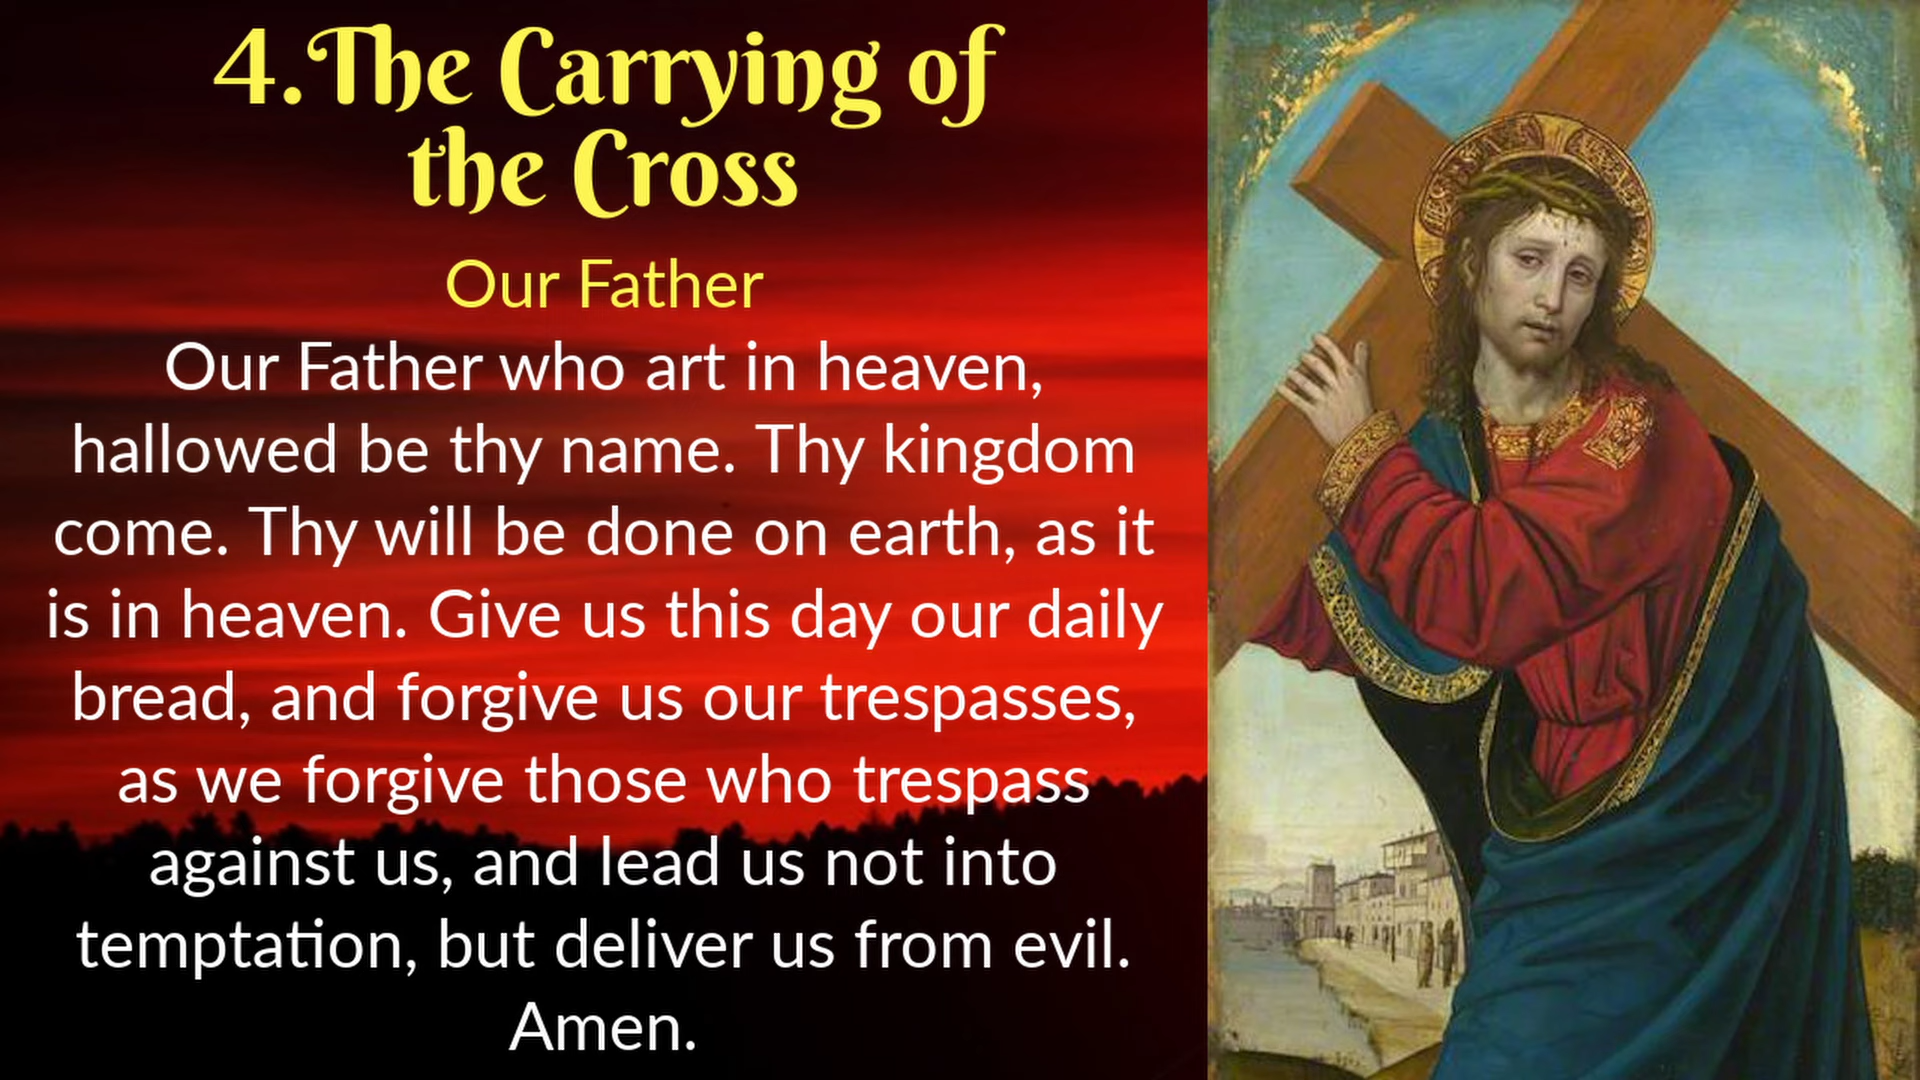 4.The Carrying of
the Cross
Our Father
Our Father who art in heaven,
hallowed be thy name. Thy kingdom
come. Thy will be done on earth, as it
is in heaven. Give us this day our daily
bread, and forgive us our trespasses,
as we forgive those who trespass
against us, and lead us not into
temptation, but deliver us from evil.
Amen.